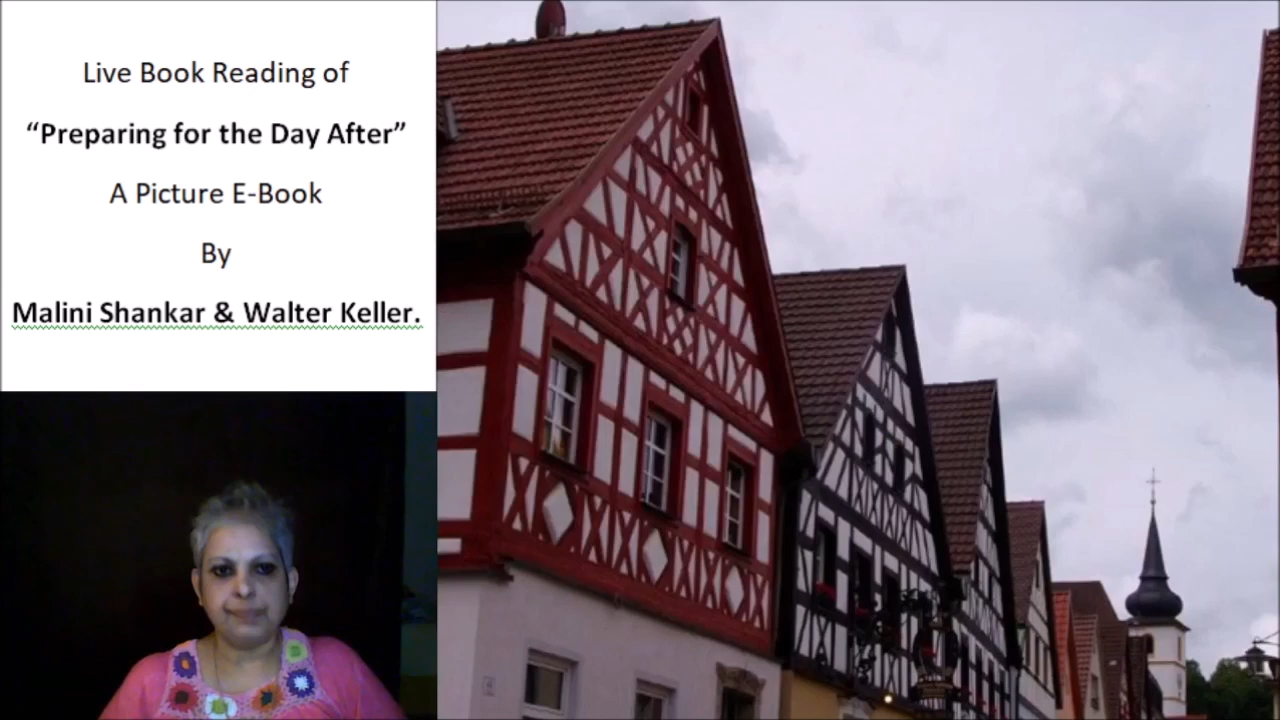 Live Book Reading of
“Preparing for the Day After”
A Picture E-Book
By
Malini Shankar & Walter Keller.